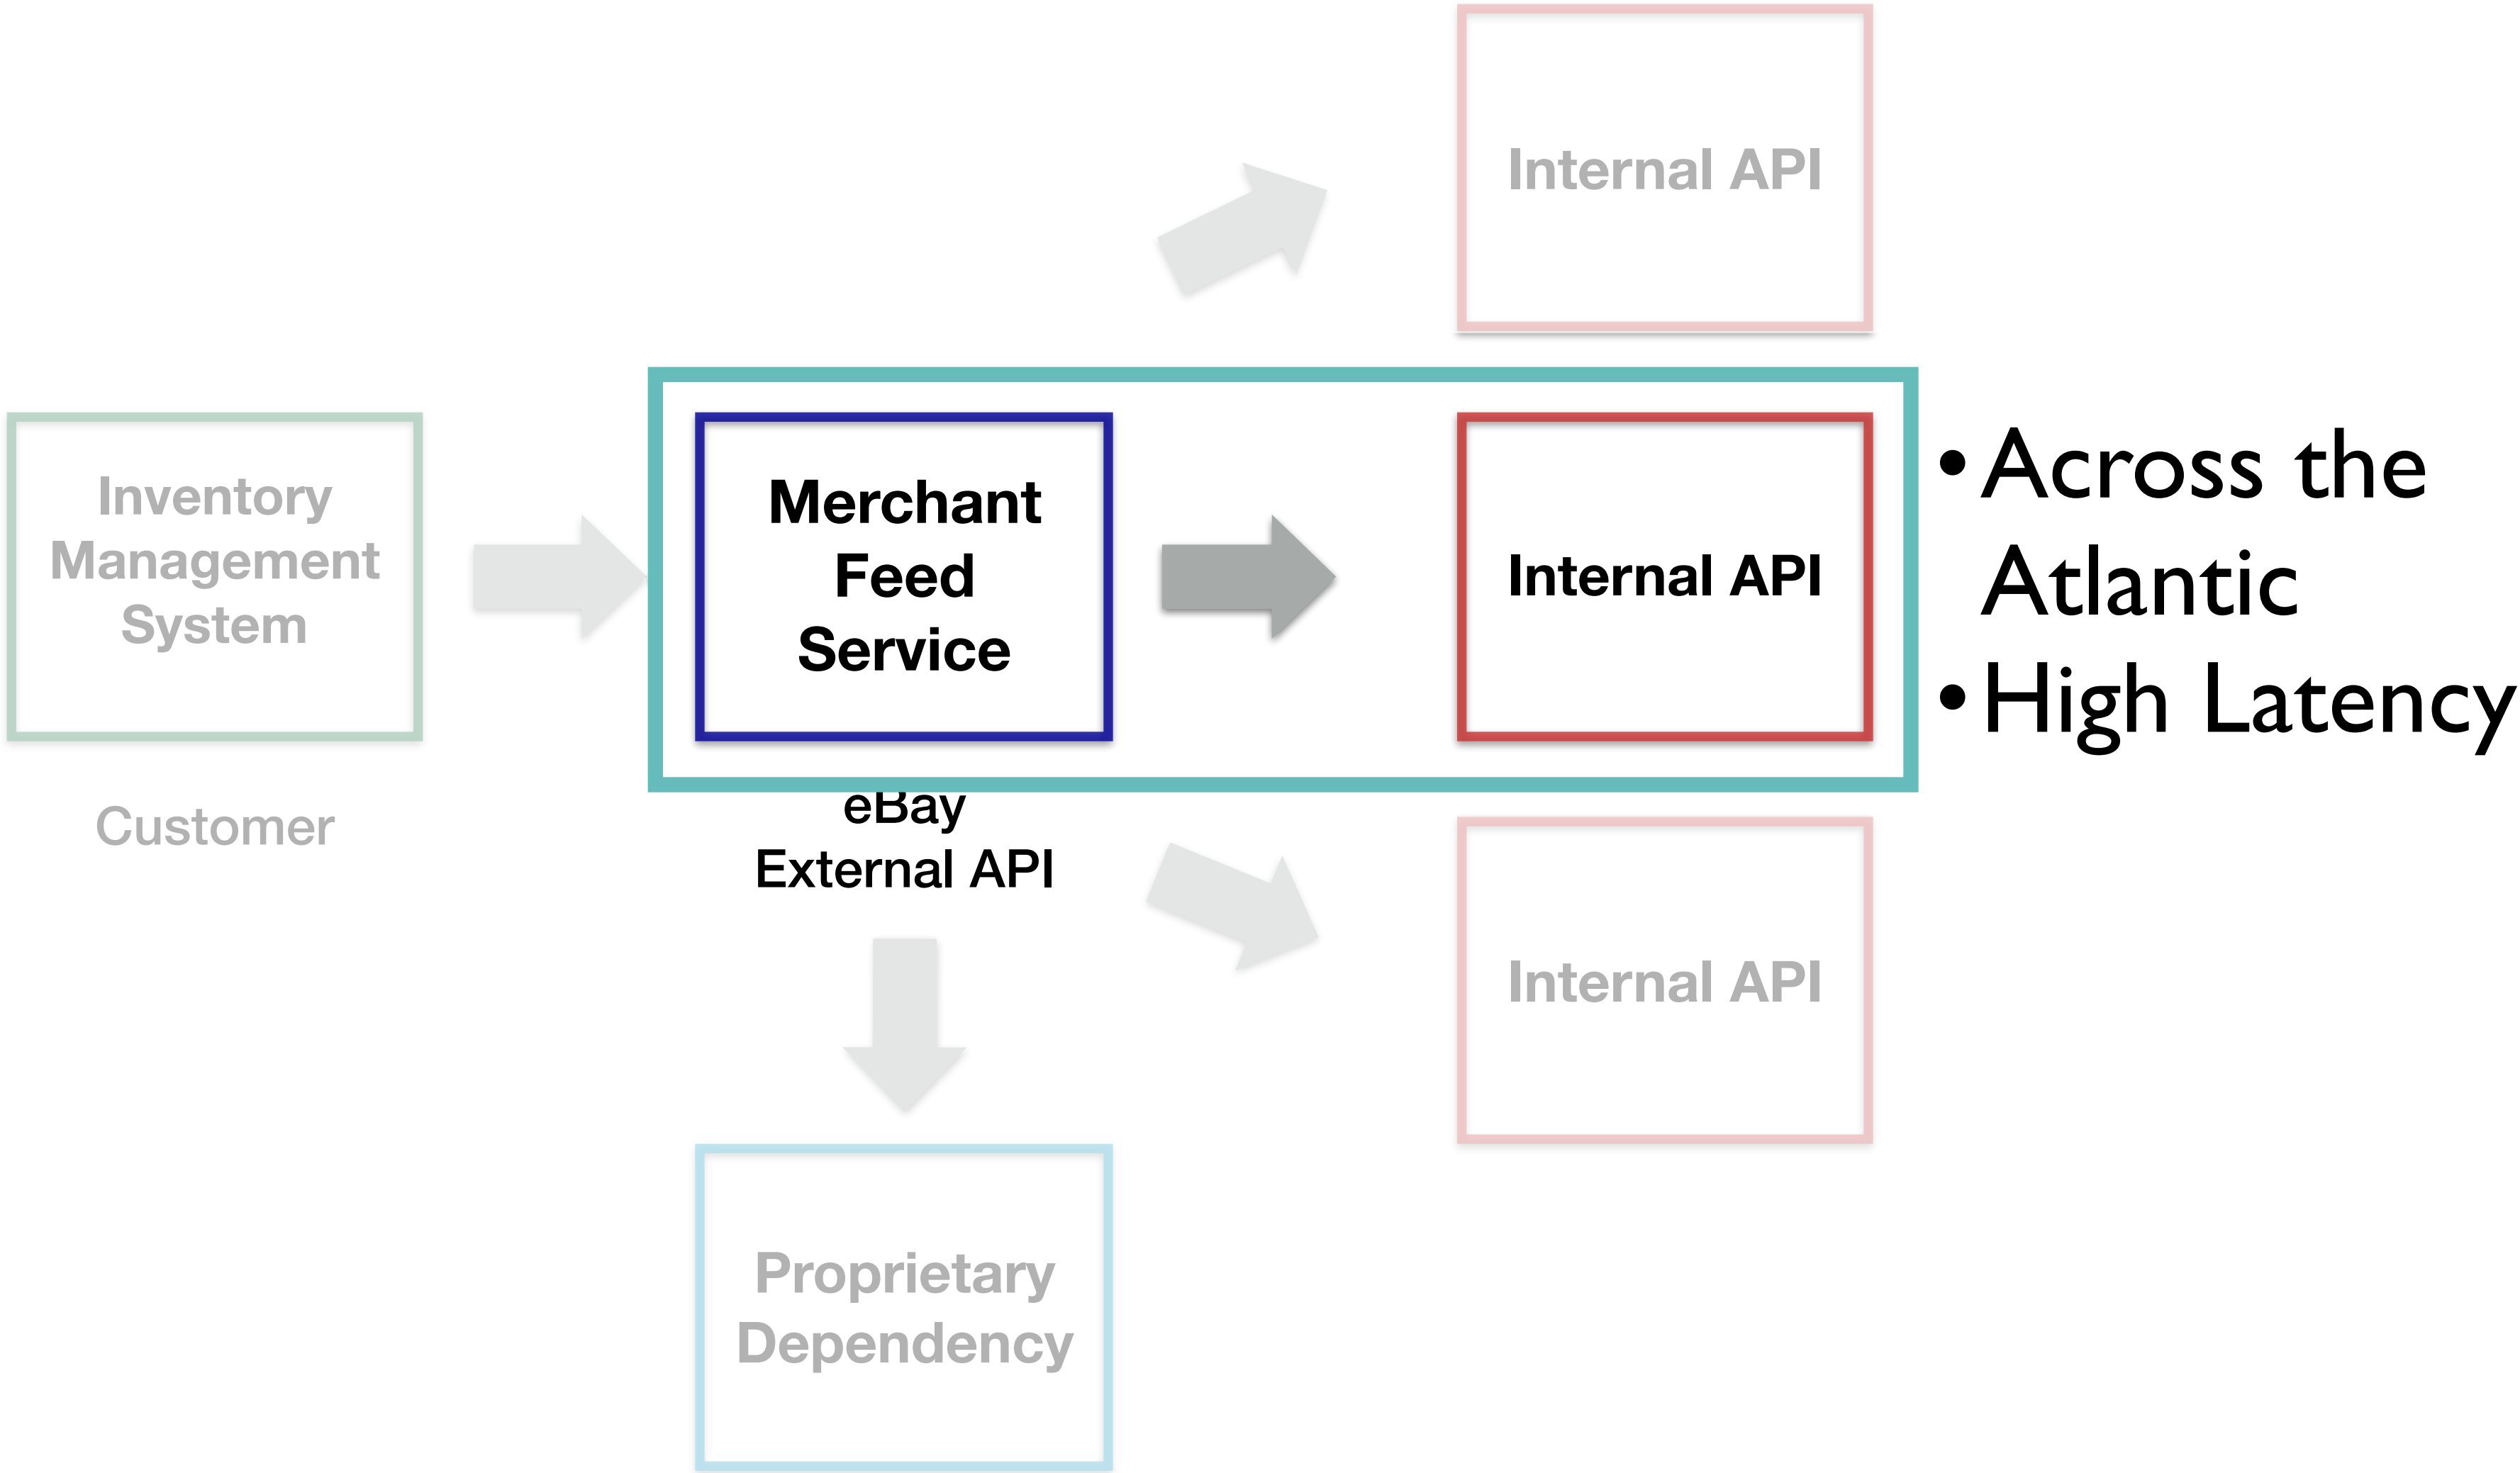 Internal API
Inventory
Management
System
Customer
Merchant
Feed
Service
eBay
External API
Internal API
• Across the
Atlantic
• High Latency
Internal API
Proprietary
Dependency